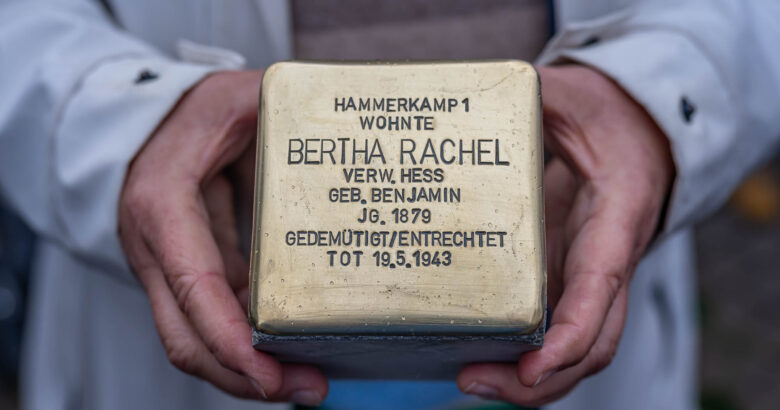 HAMMERKAMP 1
WOHNTE
BERTHA RACHEL
VERW. HESS
GEB. BENJAMIN
JG. 1879
GEDEMÜTIGT/ENTRECHTET
TOT 19.5.1943